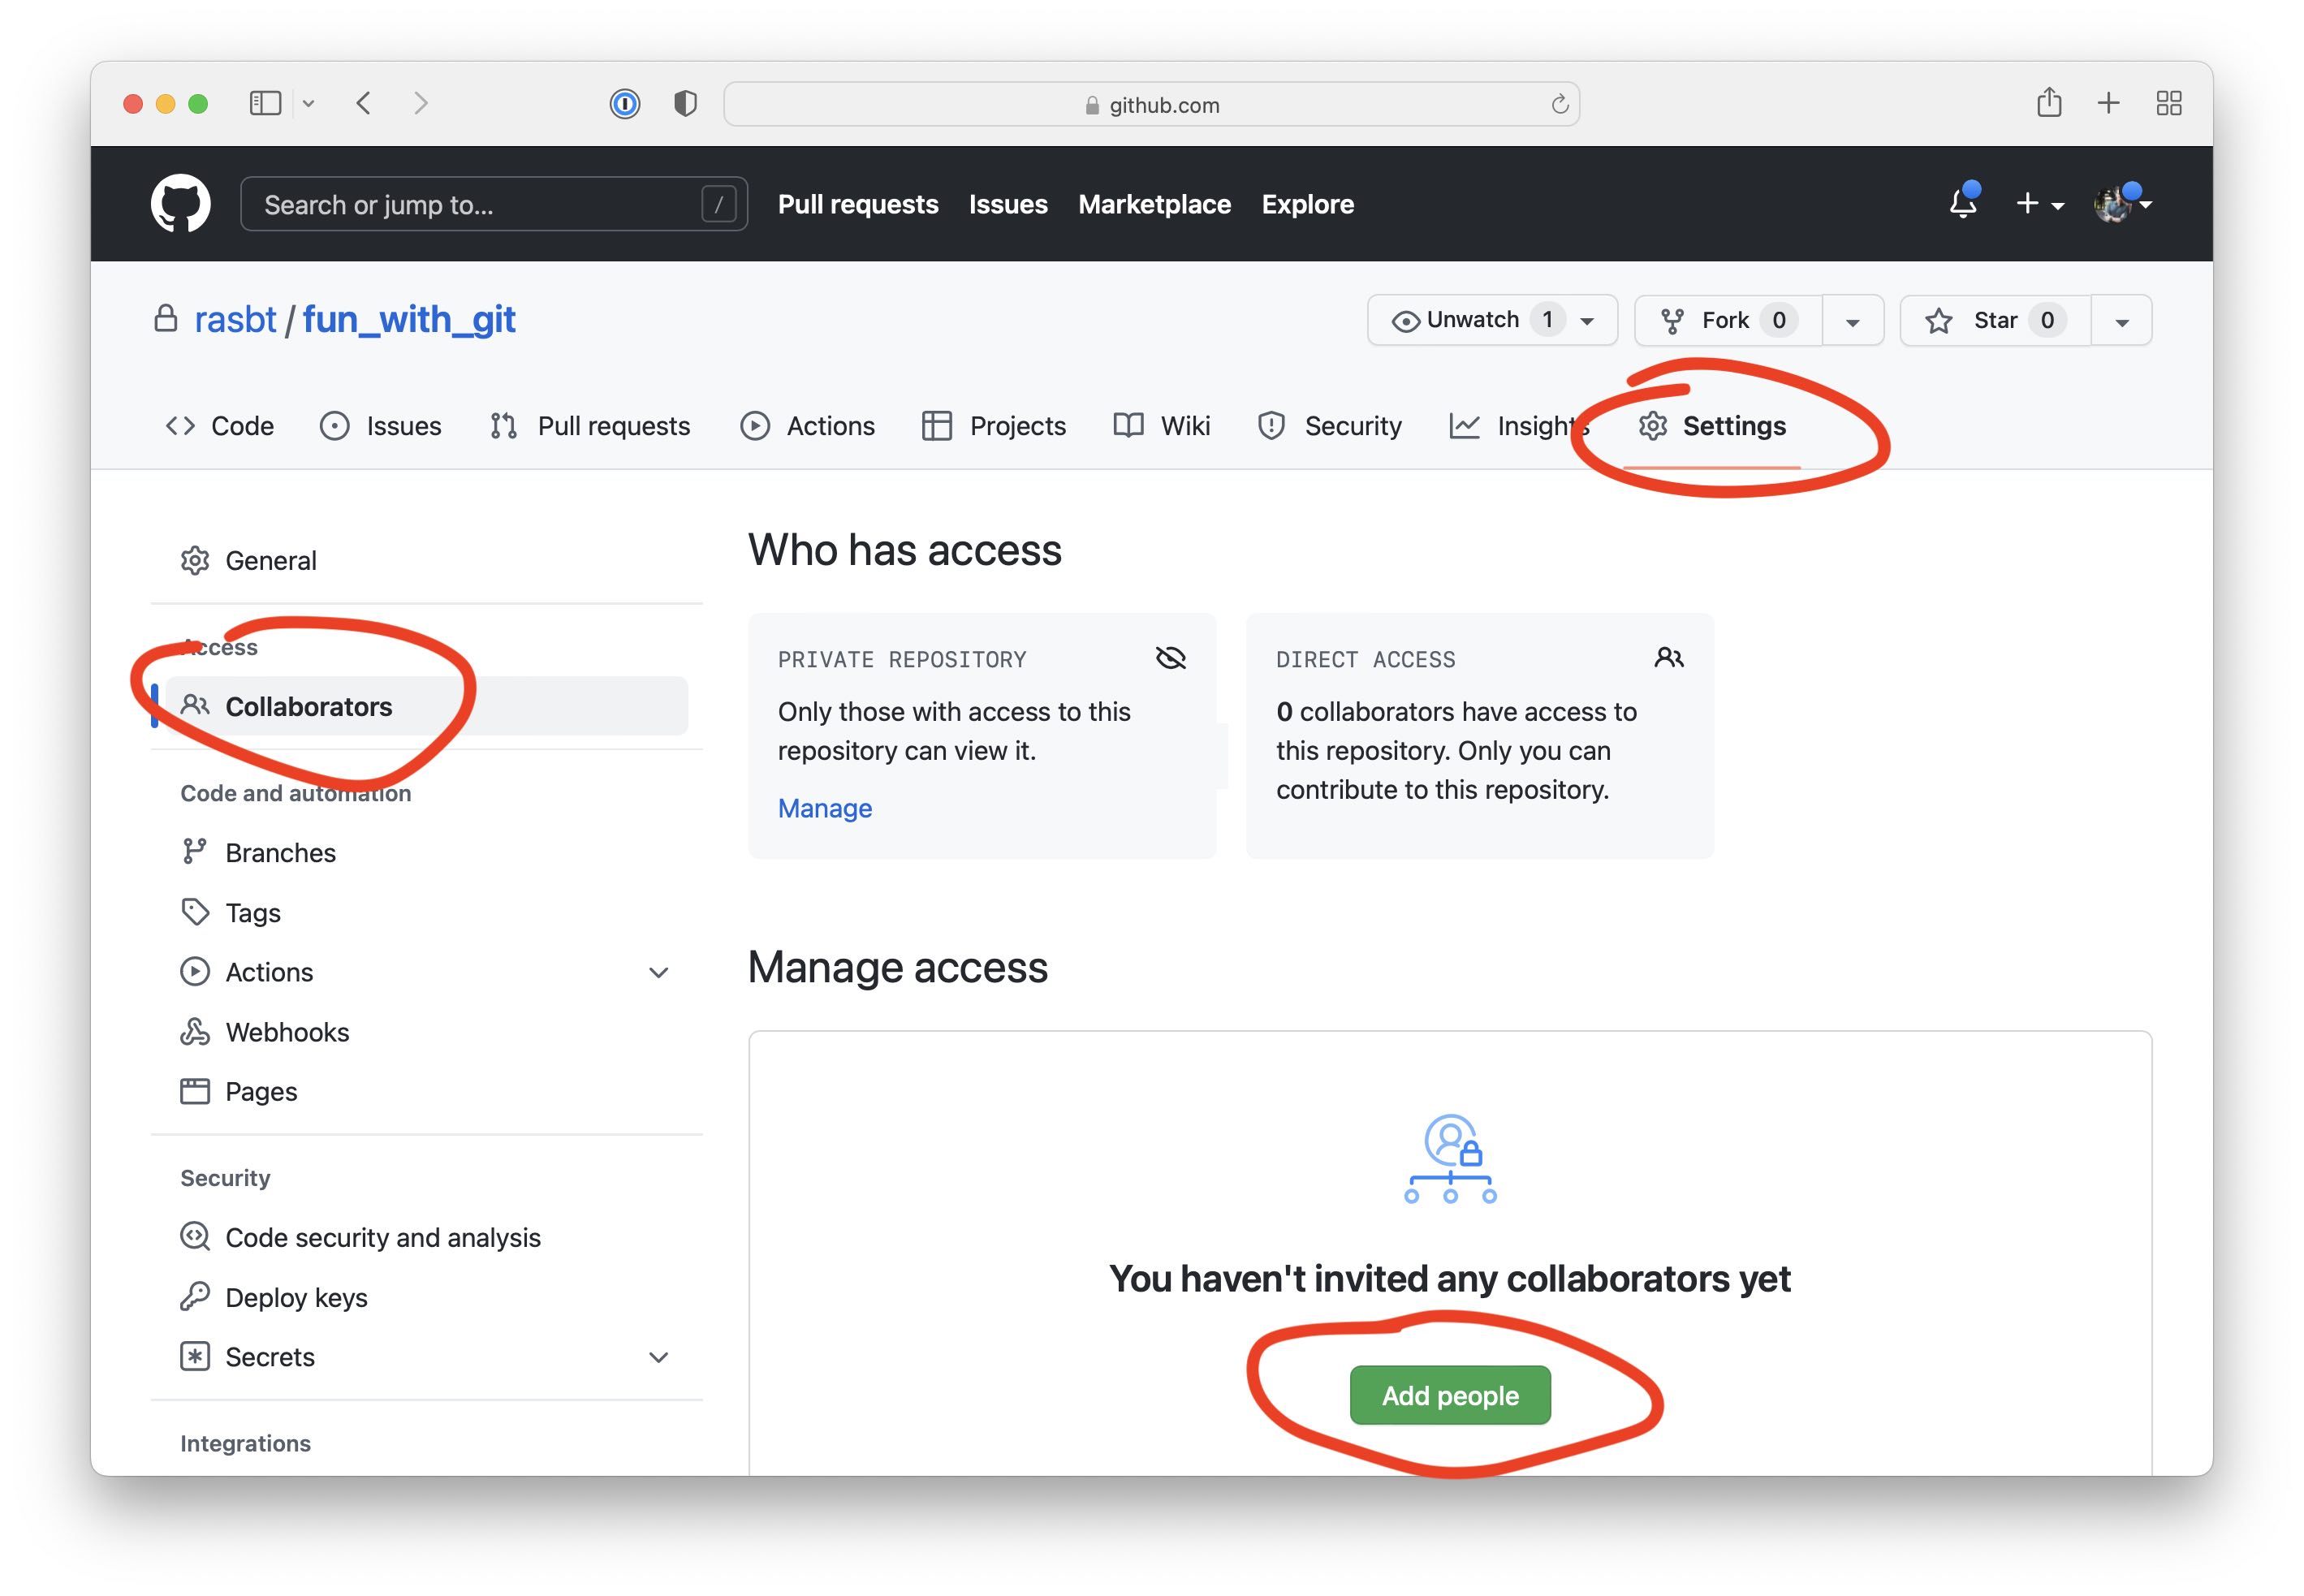 github.com
Search or jump to... /
Pull requests Issues Marketplace Explore
rasbt / fun_with_git
Unwatch 1
Fork 0
Star 0
Code Issues Pull requests Actions Projects Wiki Security Insights Settings
General
Access
Collaborators
Code and automation
Branches
Tags
Actions
Webhooks
Pages
Security
Code security and analysis
Deploy keys
Secrets
Integrations
Who has access
PRIVATE REPOSITORY
Only those with access to this
repository can view it.
Manage
DIRECT ACCESS
0 collaborators have access to
this repository. Only you can
contribute to this repository.
Manage access
You haven't invited any collaborators yet
Add people